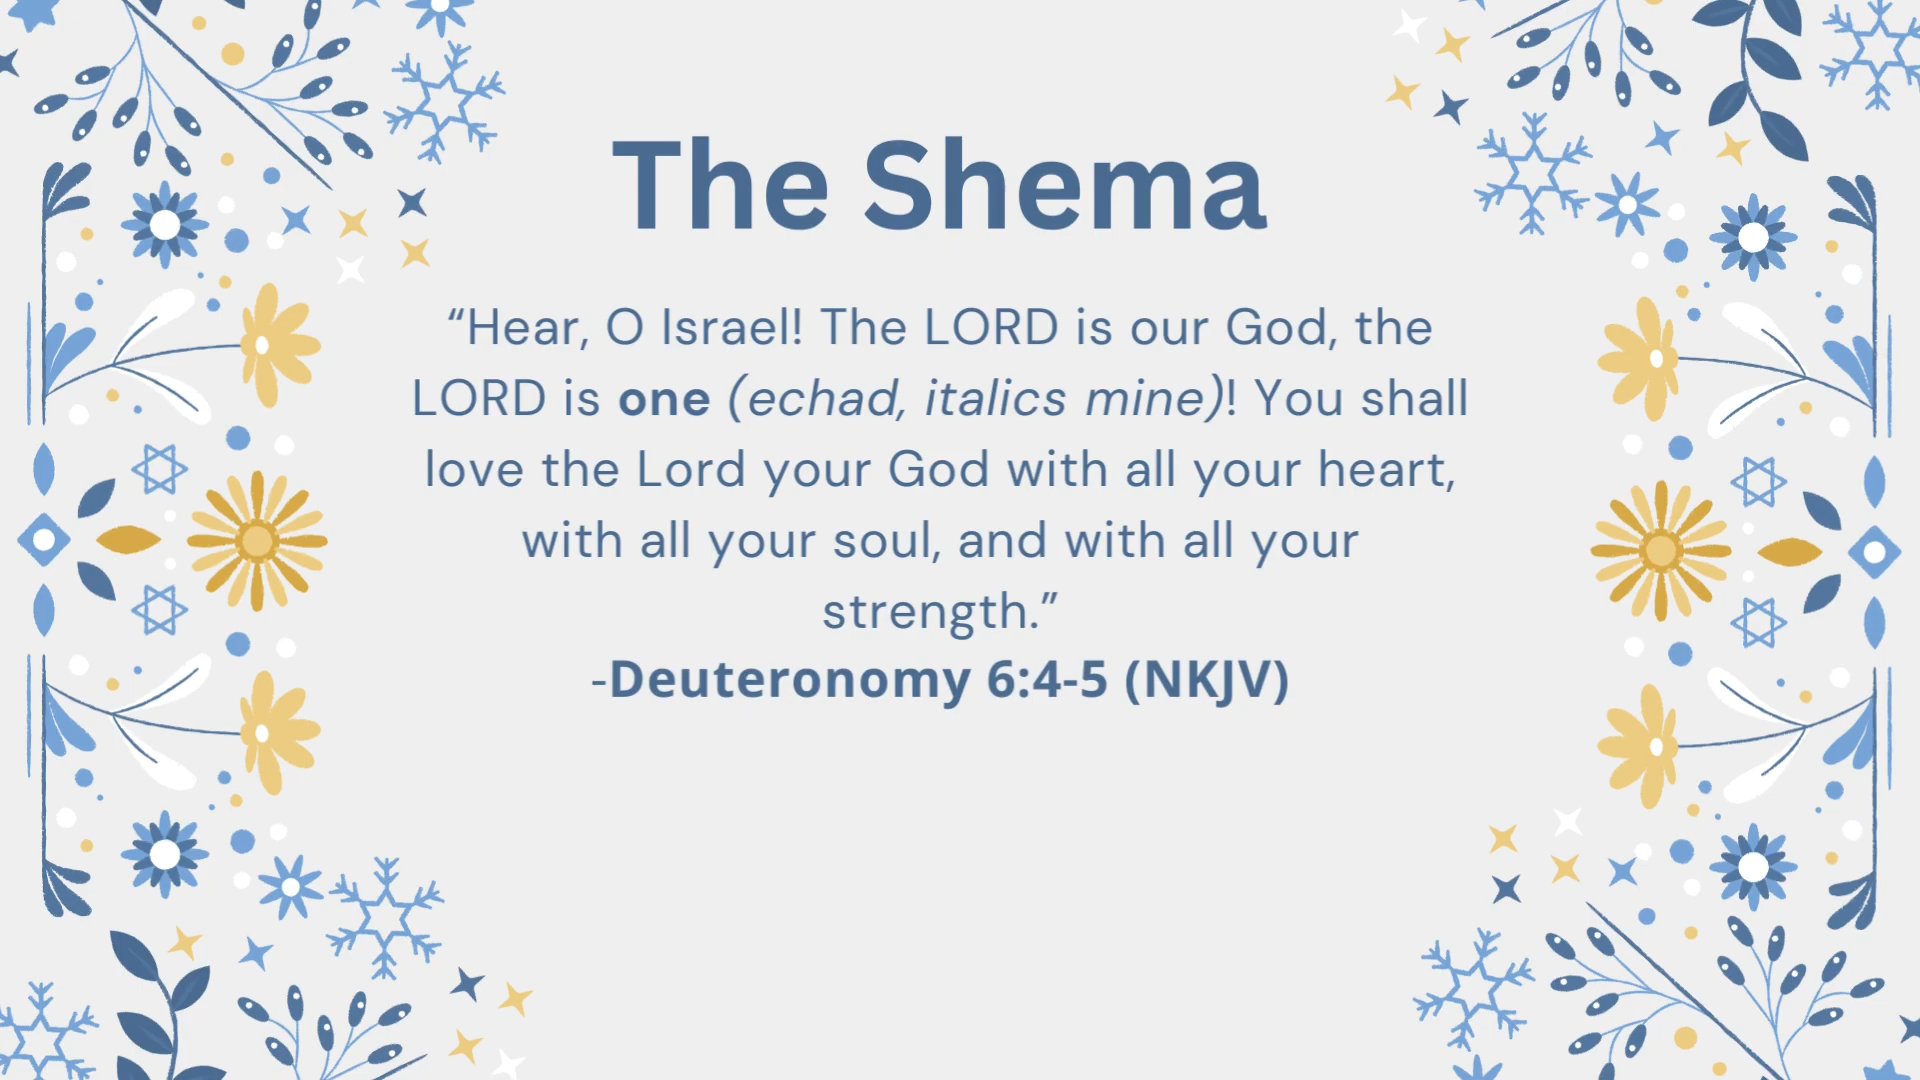 The Shema
“Hear, O Israel! The LORD is our God, the
LORD is one (echad, italics mine)! You shall
love the Lord your God with all your heart,
with all your soul, and with all your
strength.”
-Deuteronomy 6:4-5 (NKJV)